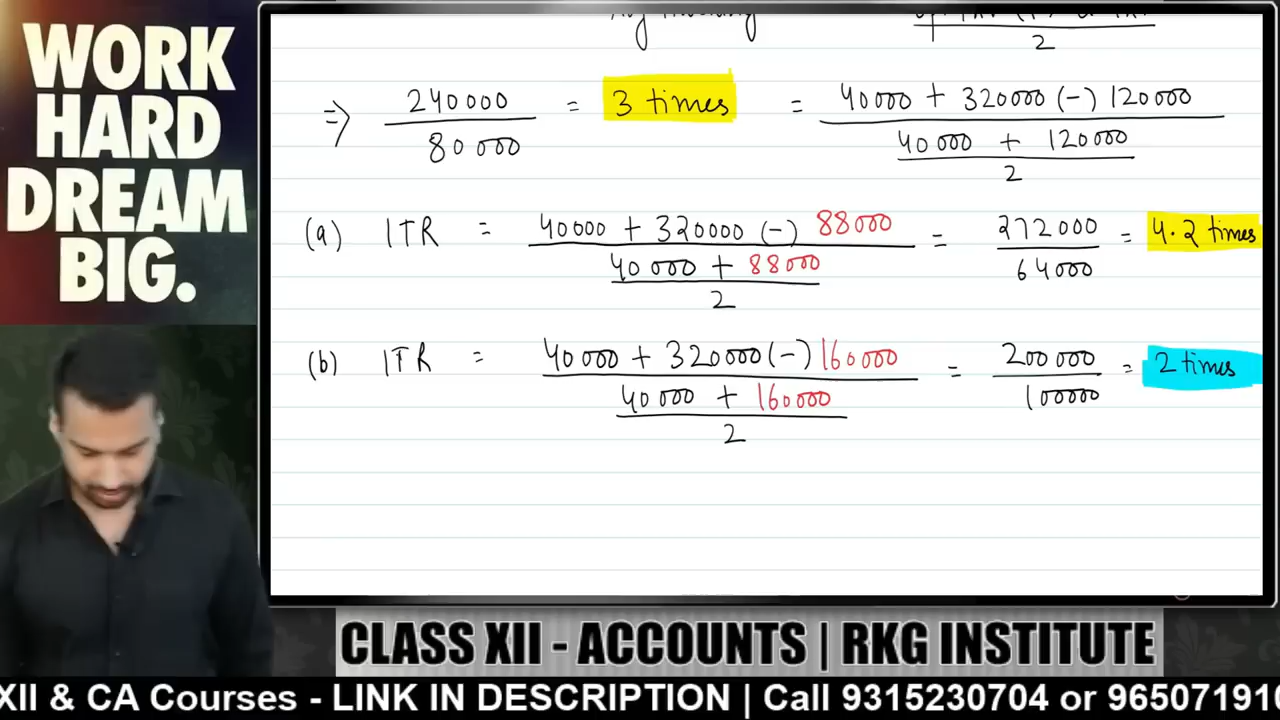 WORK
HARD
DREAM
BIG.
2
⇒ 240000 / 80000 = 3 times = 40000 + 320000 (-) 120000 / 40000 + 120000 / 2
(a) ITR = 40000 + 320000 (-) 88000 / 40000 + 88000 / 2 = 272000 / 64000 = 4.2 times
(b) ITR = 40000 + 320000 (-) 160000 / 40000 + 160000 / 2 = 200000 / 100000 = 2 times
CLASS XII - ACCOUNTS | RKG INSTITUTE
XII & CA Courses - LINK IN DESCRIPTION | Call 9315230704 or 965071910